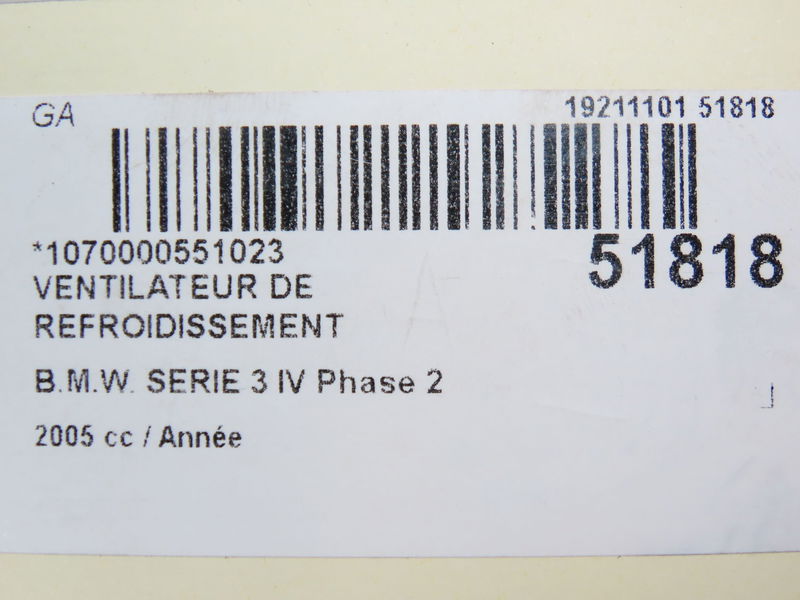 GA
19211101 51818
*1070000551023
51818
VENTILATEUR DE
REFROIDISSEMENT
B.M.W. SERIE 3 IV Phase 2
2005 cc / Année